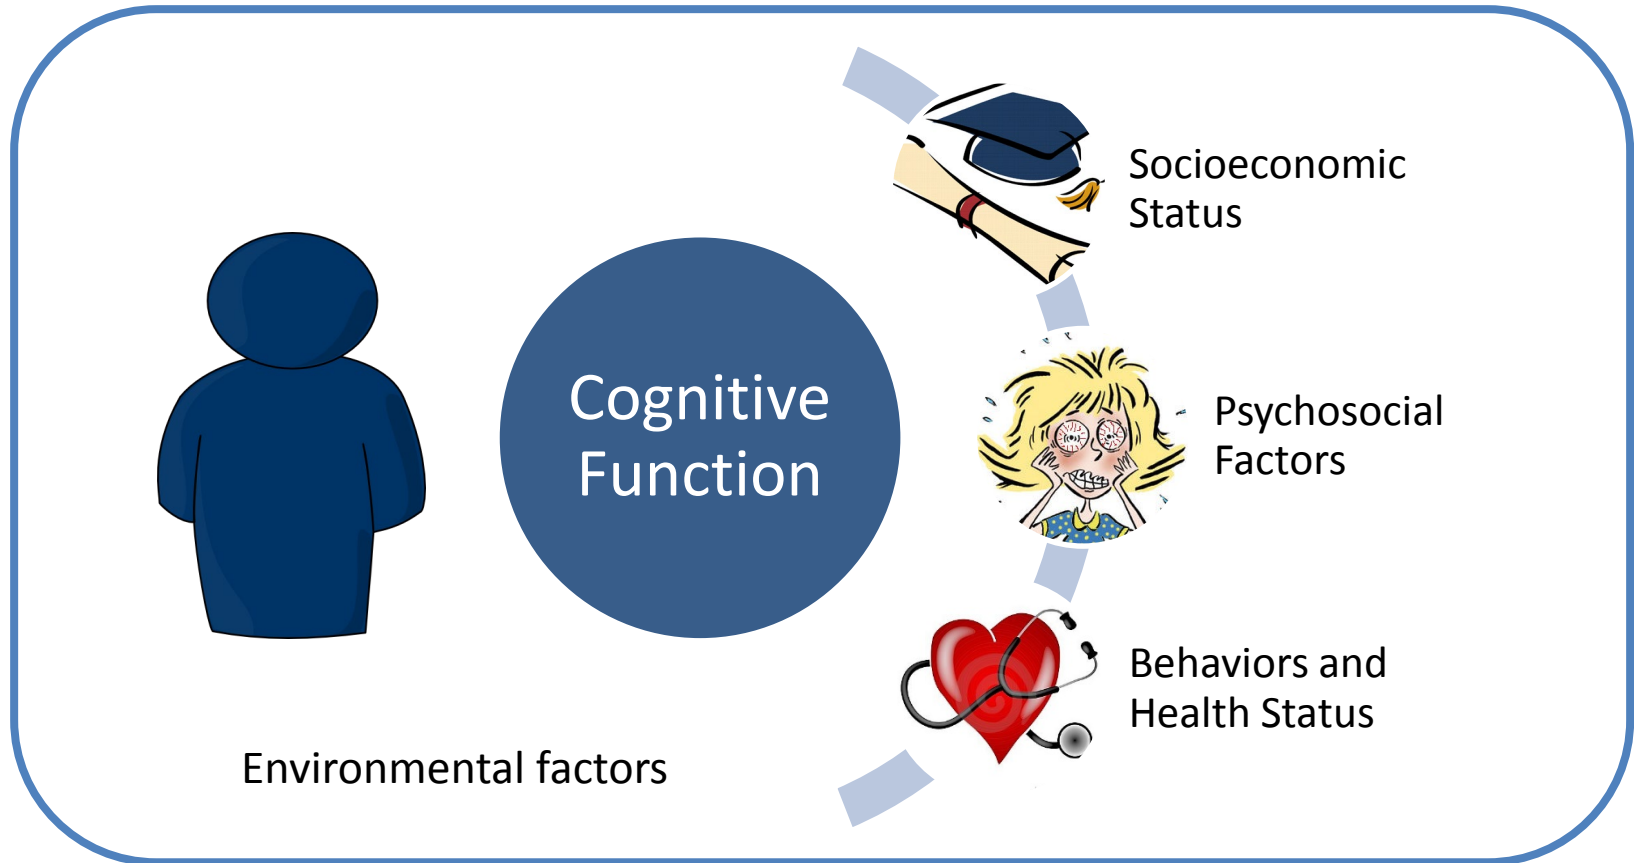 Socioeconomic
Status
Cognitive
Function
Psychosocial
Factors
Behaviors and
Health Status
Environmental factors